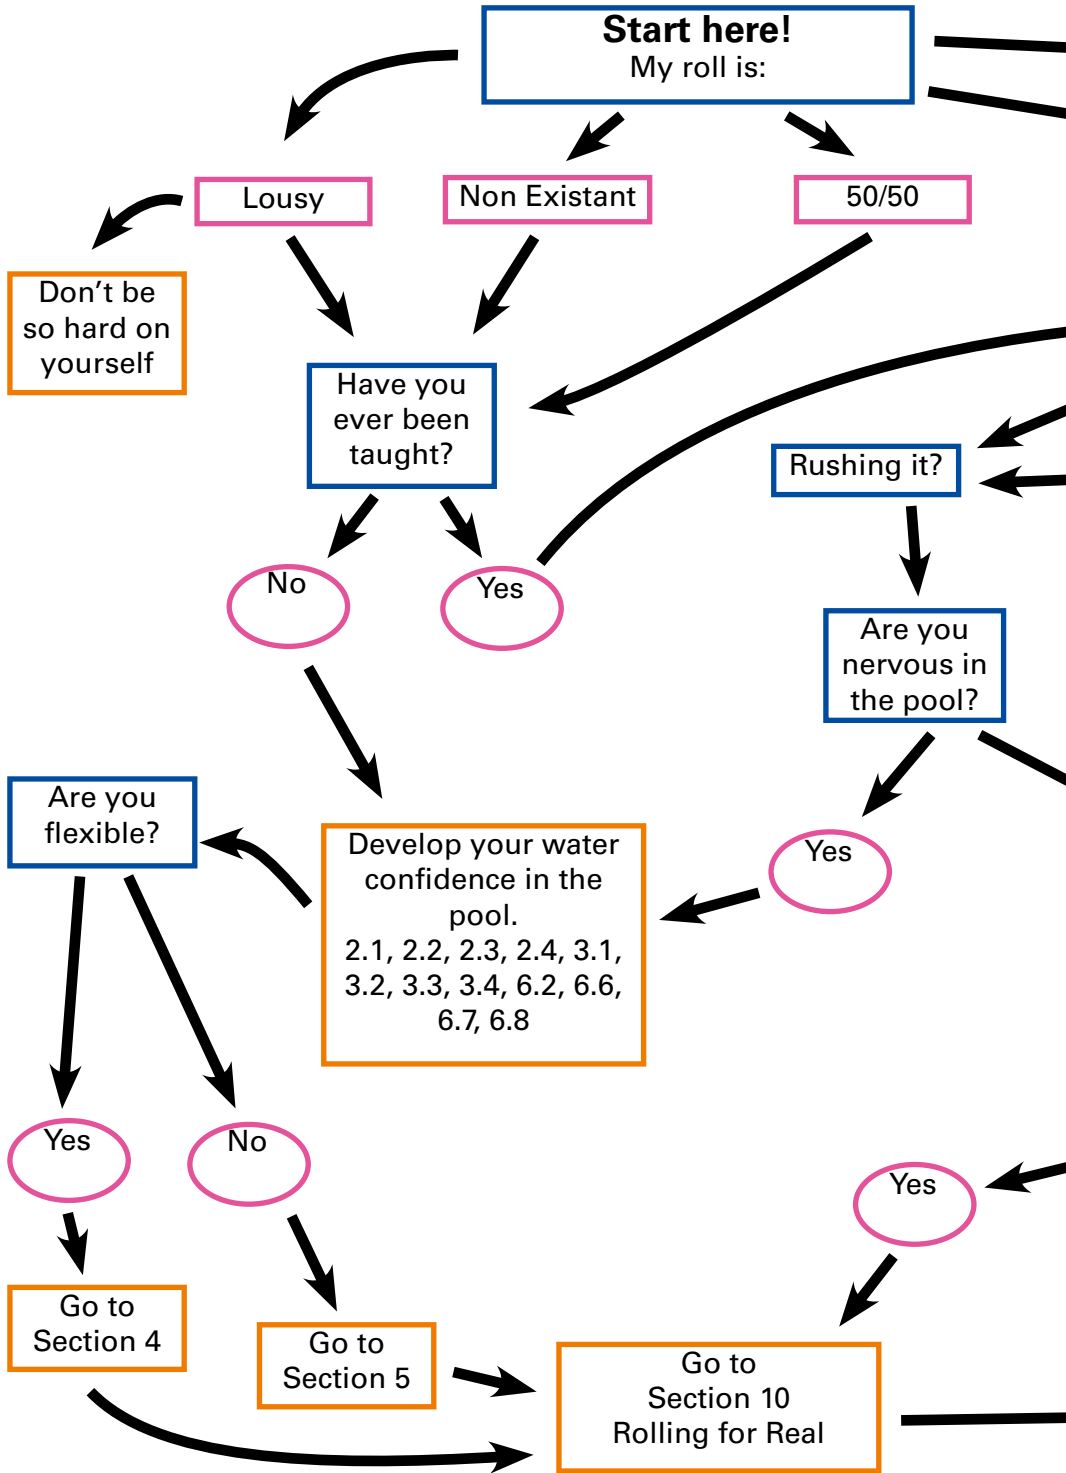 Start here!
My roll is:
Lousy
Non Existant
50/50
Don't be
so hard on
yourself
Have you
ever been
taught?
Rushing it?
No
Yes
Are you
nervous in
the pool?
Are you
flexible?
Develop your water
confidence in the
pool.
2.1, 2.2, 2.3, 2.4, 3.1,
3.2, 3.3, 3.4, 6.2, 6.6,
6.7, 6.8
Yes
Yes
No
Yes
Go to
Section 4
Go to
Section 5
Go to
Section 10
Rolling for Real